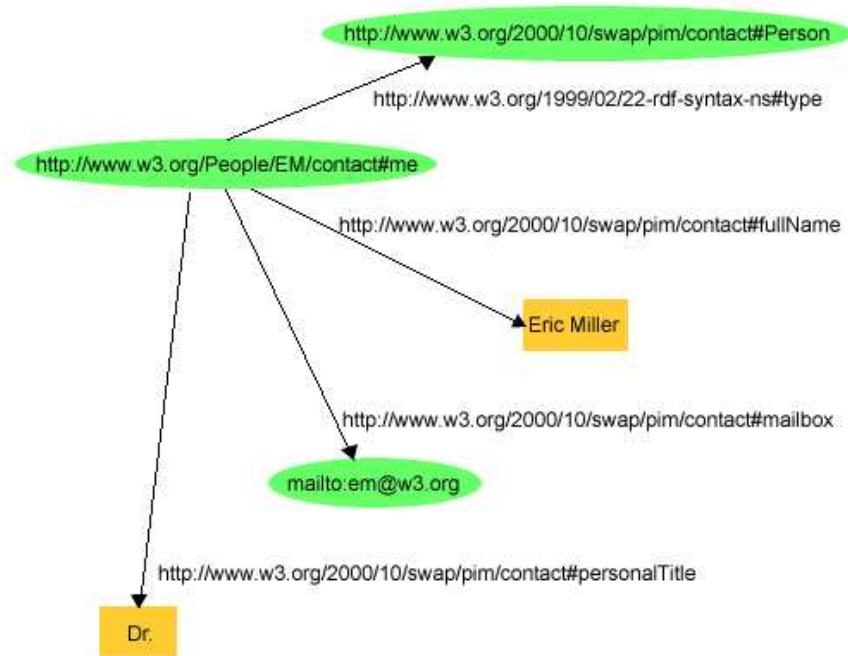 http://www.w3.org/2000/10/swap/pim/contact#Person
http://www.w3.org/1999/02/22-rdf-syntax-ns#type
http://www.w3.org/People/EM/contact#me
http://www.w3.org/2000/10/swap/pim/contact#fullName
Eric Miller
http://www.w3.org/2000/10/swap/pim/contact#mailbox
mailto:em@w3.org
http://www.w3.org/2000/10/swap/pim/contact#personalTitle
Dr.